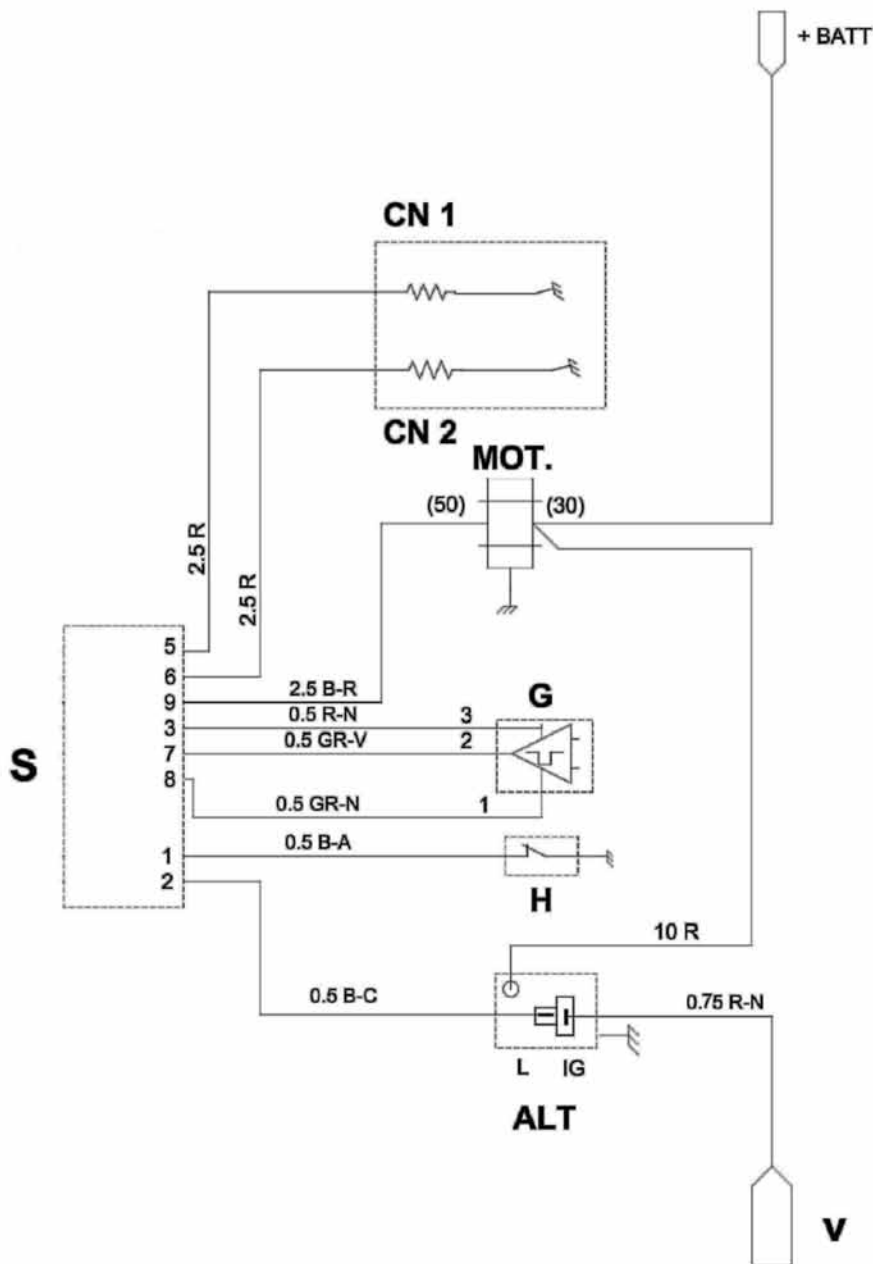 + BATT
CN 1
CN 2
MOT.
(50)
(30)
2.5 R
2.5 R
5
6
9
3
7
8
1
2
S
2.5 B-R
0.5 R-N
0.5 GR-V
0.5 GR-N
3
2
1
G
0.5 B-A
H
10 R
0.5 B-C
0.75 R-N
L
IG
ALT
V